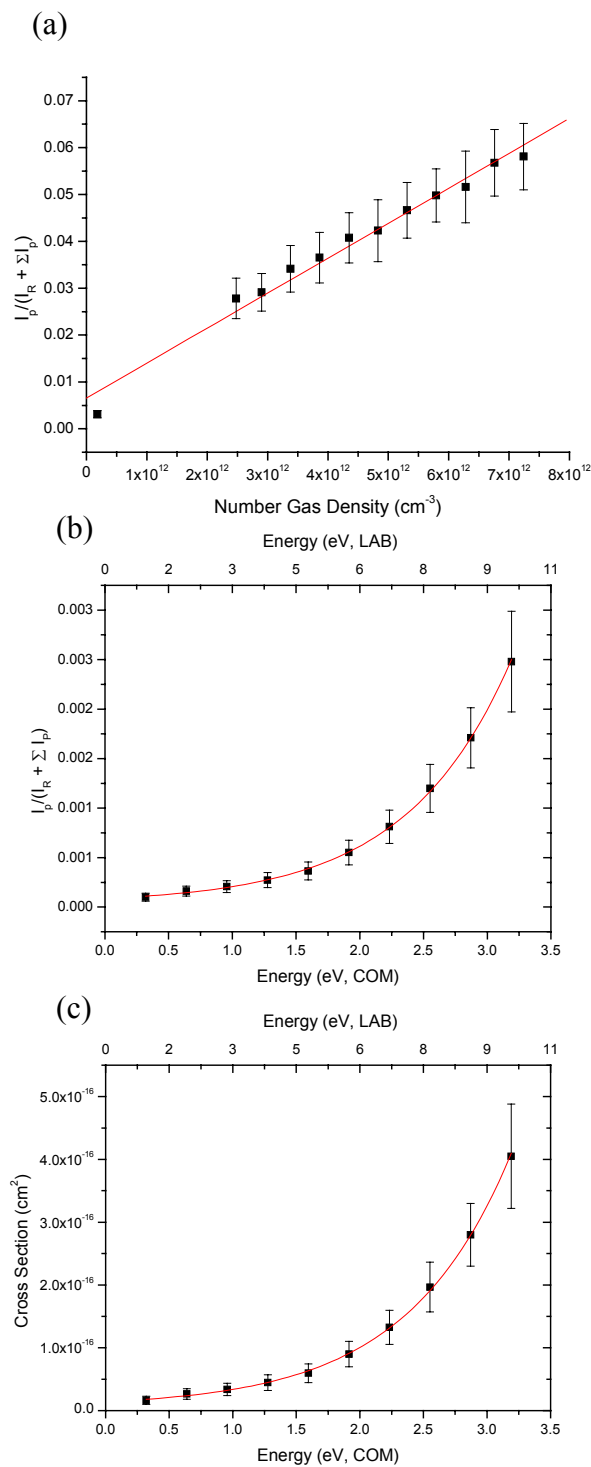 (a)
0.07
0.06
0.05
0.04
0.03
0.02
0.01
0.00
I_p/(I_R + ΣI_p)
0 1x10^12 2x10^12 3x10^12 4x10^12 5x10^12 6x10^12 7x10^12 8x10^12
Number Gas Density (cm^-3)
(b)
Energy (eV, LAB)
0 2 3 5 6 8 9 11
0.003
0.003
0.002
0.002
0.001
0.001
0.000
I_p/(I_R + Σ I_p)
0.0 0.5 1.0 1.5 2.0 2.5 3.0 3.5
Energy (eV, COM)
(c)
Energy (eV, LAB)
0 2 3 5 6 8 9 11
5.0x10^-16
4.0x10^-16
3.0x10^-16
2.0x10^-16
1.0x10^-16
0.0
Cross Section (cm^2)
0.0 0.5 1.0 1.5 2.0 2.5 3.0 3.5
Energy (eV, COM)